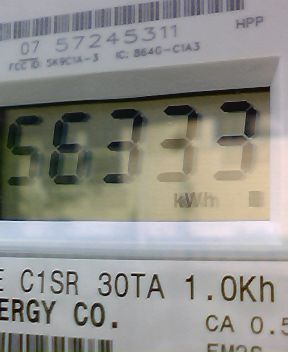 HPP
07 57245311
FCC ID: SK9C1A-3 IC: 864G-C1A3
56333
kWh
E C1SR 30TA 1.0Kh
ERGY CO.
CA 0.5